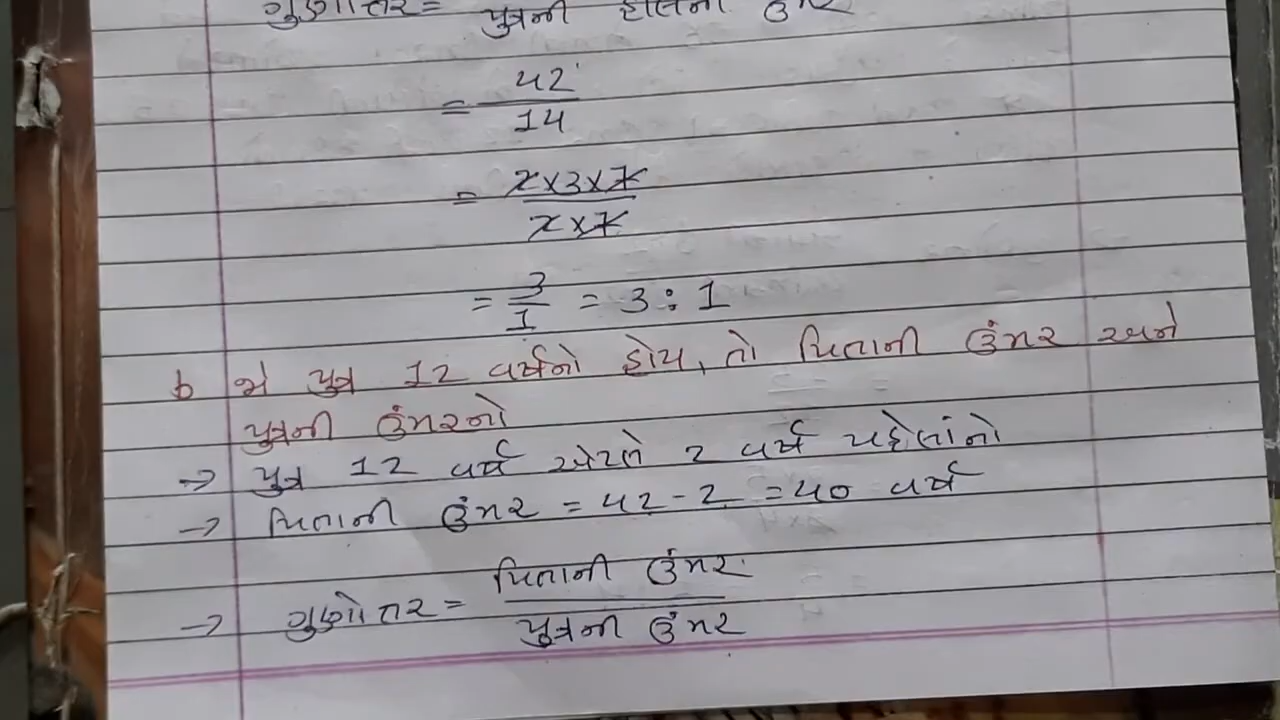 ગુણોત્તર = પુત્રની હાલની ઉંમર
= 42
14
= 2×3×7
2×7
= 3/1 = 3:1
b જો પુત્ર 12 વર્ષનો હોય, તો પિતાની ઉંમર અને
પુત્રની ઉંમરનો
→ પુત્ર 12 વર્ષ એટલે 2 વર્ષ પહેલાંનો
→ પિતાની ઉંમર = 42 - 2 = 40 વર્ષ
→ ગુણોત્તર = પિતાની ઉંમર
પુત્રની ઉંમર